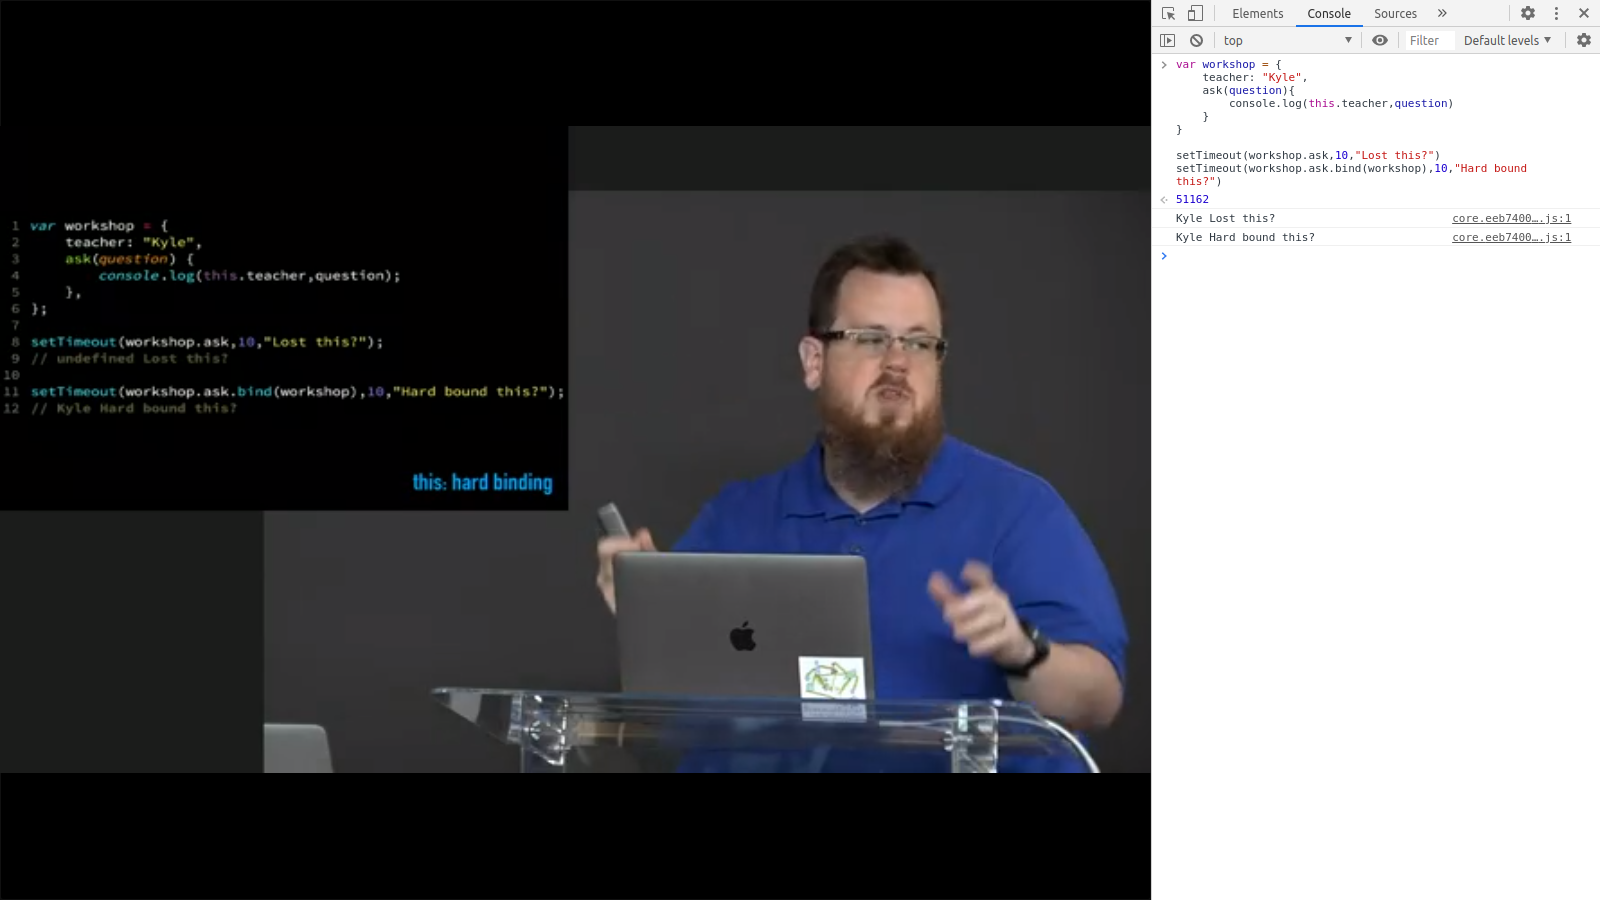 1 var workshop = {
2     teacher: "Kyle",
3     ask(question) {
4         console.log(this.teacher,question);
5     },
6 };
7
8 setTimeout(workshop.ask,10,"Lost this?");
9 // undefined Lost this?
10
11 setTimeout(workshop.ask.bind(workshop),10,"Hard bound this?");
12 // Kyle Hard bound this?
this: hard binding
Elements Console Sources »
top Filter Default levels
> var workshop = {
    teacher: "Kyle",
    ask(question){
        console.log(this.teacher,question)
    }
}
setTimeout(workshop.ask,10,"Lost this?")
setTimeout(workshop.ask.bind(workshop),10,"Hard bound
this?")
51162
Kyle Lost this? core.eeb7400….js:1
Kyle Hard bound this? core.eeb7400….js:1
>